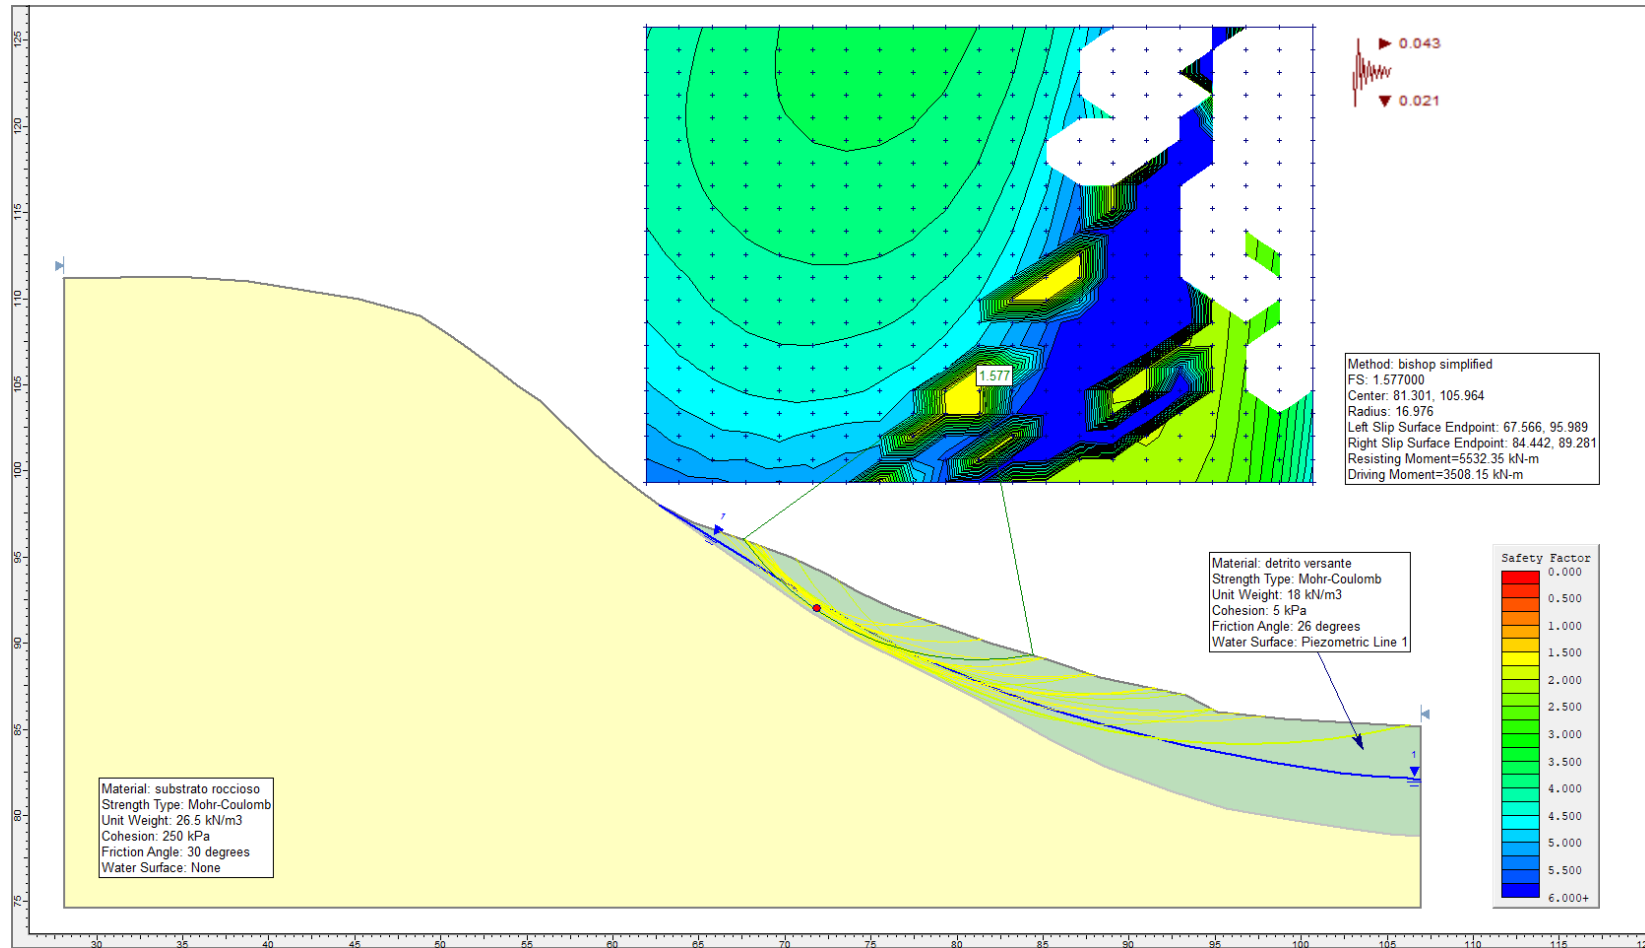 0.043
0.021
1.577
Method: bishop simplified
FS: 1.577000
Center: 81.301, 105.964
Radius: 16.976
Left Slip Surface Endpoint: 67.566, 95.989
Right Slip Surface Endpoint: 84.442, 89.281
Resisting Moment=5532.35 kN-m
Driving Moment=3508.15 kN-m
Material: detrito versante
Strength Type: Mohr-Coulomb
Unit Weight: 18 kN/m3
Cohesion: 5 kPa
Friction Angle: 26 degrees
Water Surface: Piezometric Line 1
1
Safety Factor
0.000
0.500
1.000
1.500
2.000
2.500
3.000
3.500
4.000
4.500
5.000
5.500
6.000+
Material: substrato roccioso
Strength Type: Mohr-Coulomb
Unit Weight: 26.5 kN/m3
Cohesion: 250 kPa
Friction Angle: 30 degrees
Water Surface: None
125
120
115
110
105
100
95
90
85
80
75
30 35 40 45 50 55 60 65 70 75 80 85 90 95 100 105 110 115